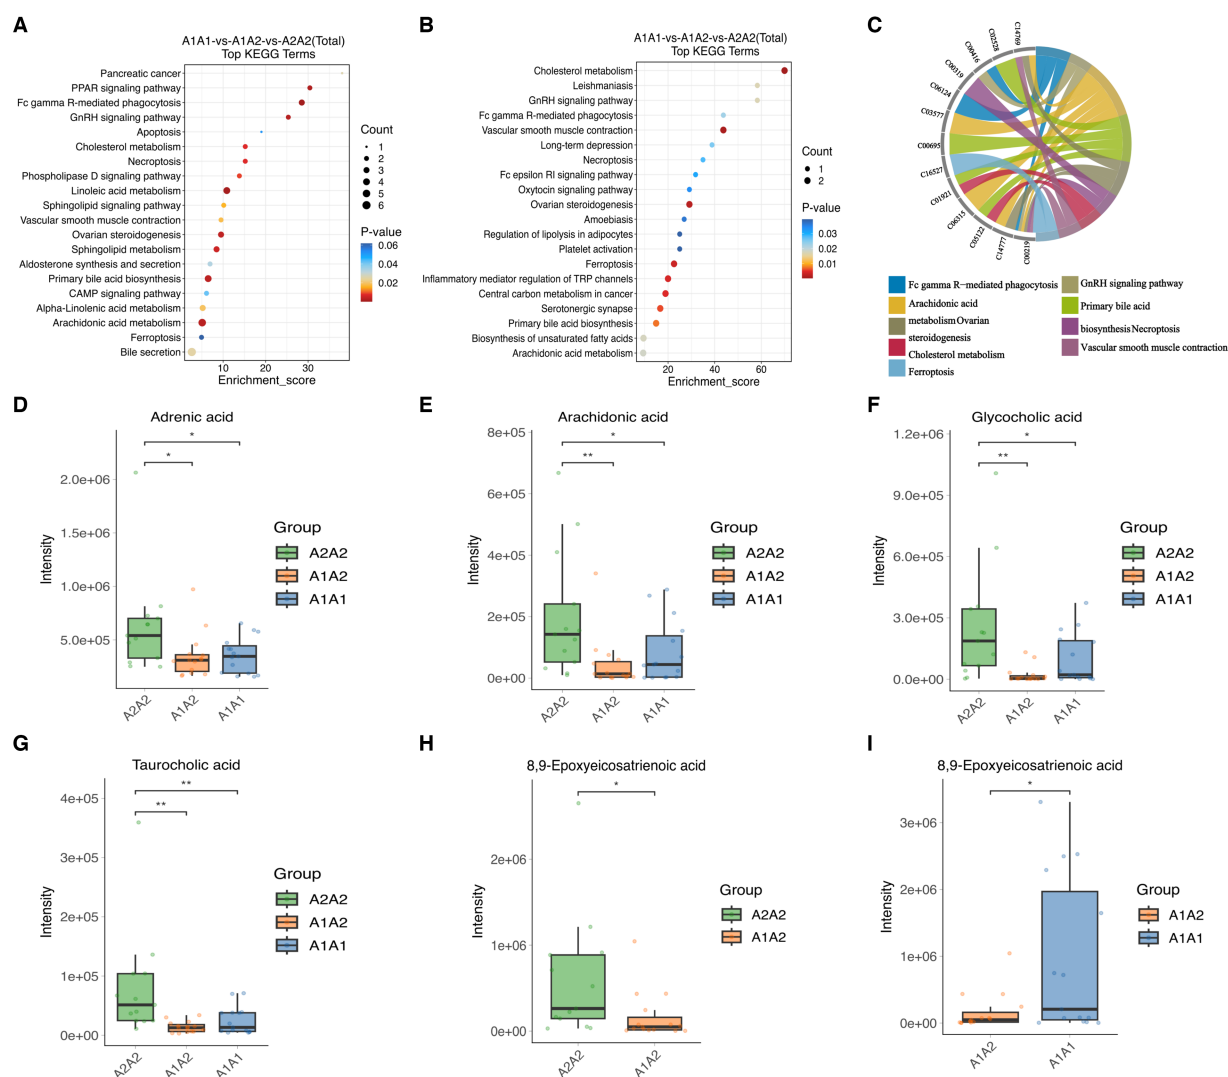 A
A1A1-vs-A1A2-vs-A2A2(Total)
Top KEGG Terms
Pancreatic cancer
PPAR signaling pathway
Fc gamma R-mediated phagocytosis
GnRH signaling pathway
Apoptosis
Cholesterol metabolism
Necroptosis
Phospholipase D signaling pathway
Linoleic acid metabolism
Sphingolipid signaling pathway
Vascular smooth muscle contraction
Ovarian steroidogenesis
Sphingolipid metabolism
Aldosterone synthesis and secretion
Primary bile acid biosynthesis
CAMP signaling pathway
Alpha-Linolenic acid metabolism
Arachidonic acid metabolism
Ferroptosis
Bile secretion
10 20 30
Enrichment_score
Count
1
2
3
4
5
6
P-value
0.06
0.04
0.02
B
A1A1-vs-A1A2-vs-A2A2(Total)
Top KEGG Terms
Cholesterol metabolism
Leishmaniasis
GnRH signaling pathway
Fc gamma R-mediated phagocytosis
Vascular smooth muscle contraction
Long-term depression
Necroptosis
Fc epsilon RI signaling pathway
Oxytocin signaling pathway
Ovarian steroidogenesis
Amoebiasis
Regulation of lipolysis in adipocytes
Platelet activation
Ferroptosis
Inflammatory mediator regulation of TRP channels
Central carbon metabolism in cancer
Serotonergic synapse
Primary bile acid biosynthesis
Biosynthesis of unsaturated fatty acids
Arachidonic acid metabolism
20 40 60
Enrichment_score
Count
1
2
P-value
0.03
0.02
0.01
C
C14769
C02528
C00416
C00319
C06124
C03577
C00695
C16527
C01921
C06315
C05122
C14777
C00219
Fc gamma R−mediated phagocytosis
Arachidonic acid
metabolism Ovarian
steroidogenesis
Cholesterol metabolism
Ferroptosis
GnRH signaling pathway
Primary bile acid
biosynthesis Necroptosis
Vascular smooth muscle contraction
D
Adrenic acid
*
*
2.0e+06
1.5e+06
1.0e+06
5.0e+05
Intensity
A2A2 A1A2 A1A1
Group
A2A2
A1A2
A1A1
E
Arachidonic acid
*
**
8e+05
6e+05
4e+05
2e+05
0e+00
Intensity
A2A2 A1A2 A1A1
Group
A2A2
A1A2
A1A1
F
Glycocholic acid
*
**
1.2e+06
9.0e+05
6.0e+05
3.0e+05
0.0e+00
Intensity
A2A2 A1A2 A1A1
Group
A2A2
A1A2
A1A1
G
Taurocholic acid
**
**
4e+05
3e+05
2e+05
1e+05
0e+00
Intensity
A2A2 A1A2 A1A1
Group
A2A2
A1A2
A1A1
H
8,9-Epoxyeicosatrienoic acid
*
2e+06
1e+06
0e+00
Intensity
A2A2 A1A2
Group
A2A2
A1A2
I
8,9-Epoxyeicosatrienoic acid
*
3e+06
2e+06
1e+06
0e+00
Intensity
A1A2 A1A1
Group
A1A2
A1A1